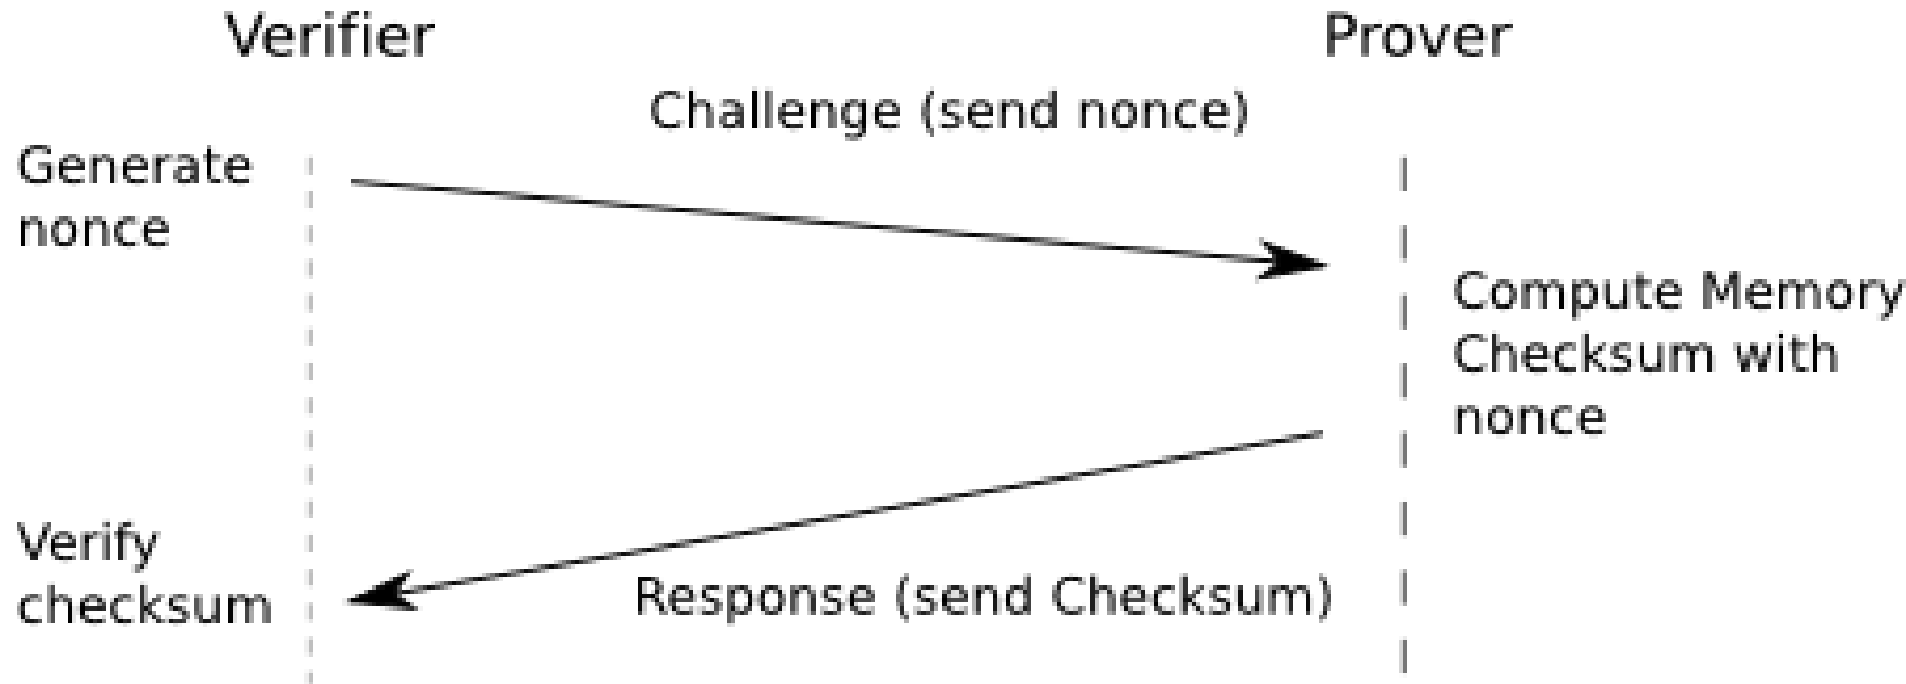 Verifier
Prover
Challenge (send nonce)
Generate
nonce
Compute Memory
Checksum with
nonce
Verify
checksum
Response (send Checksum)